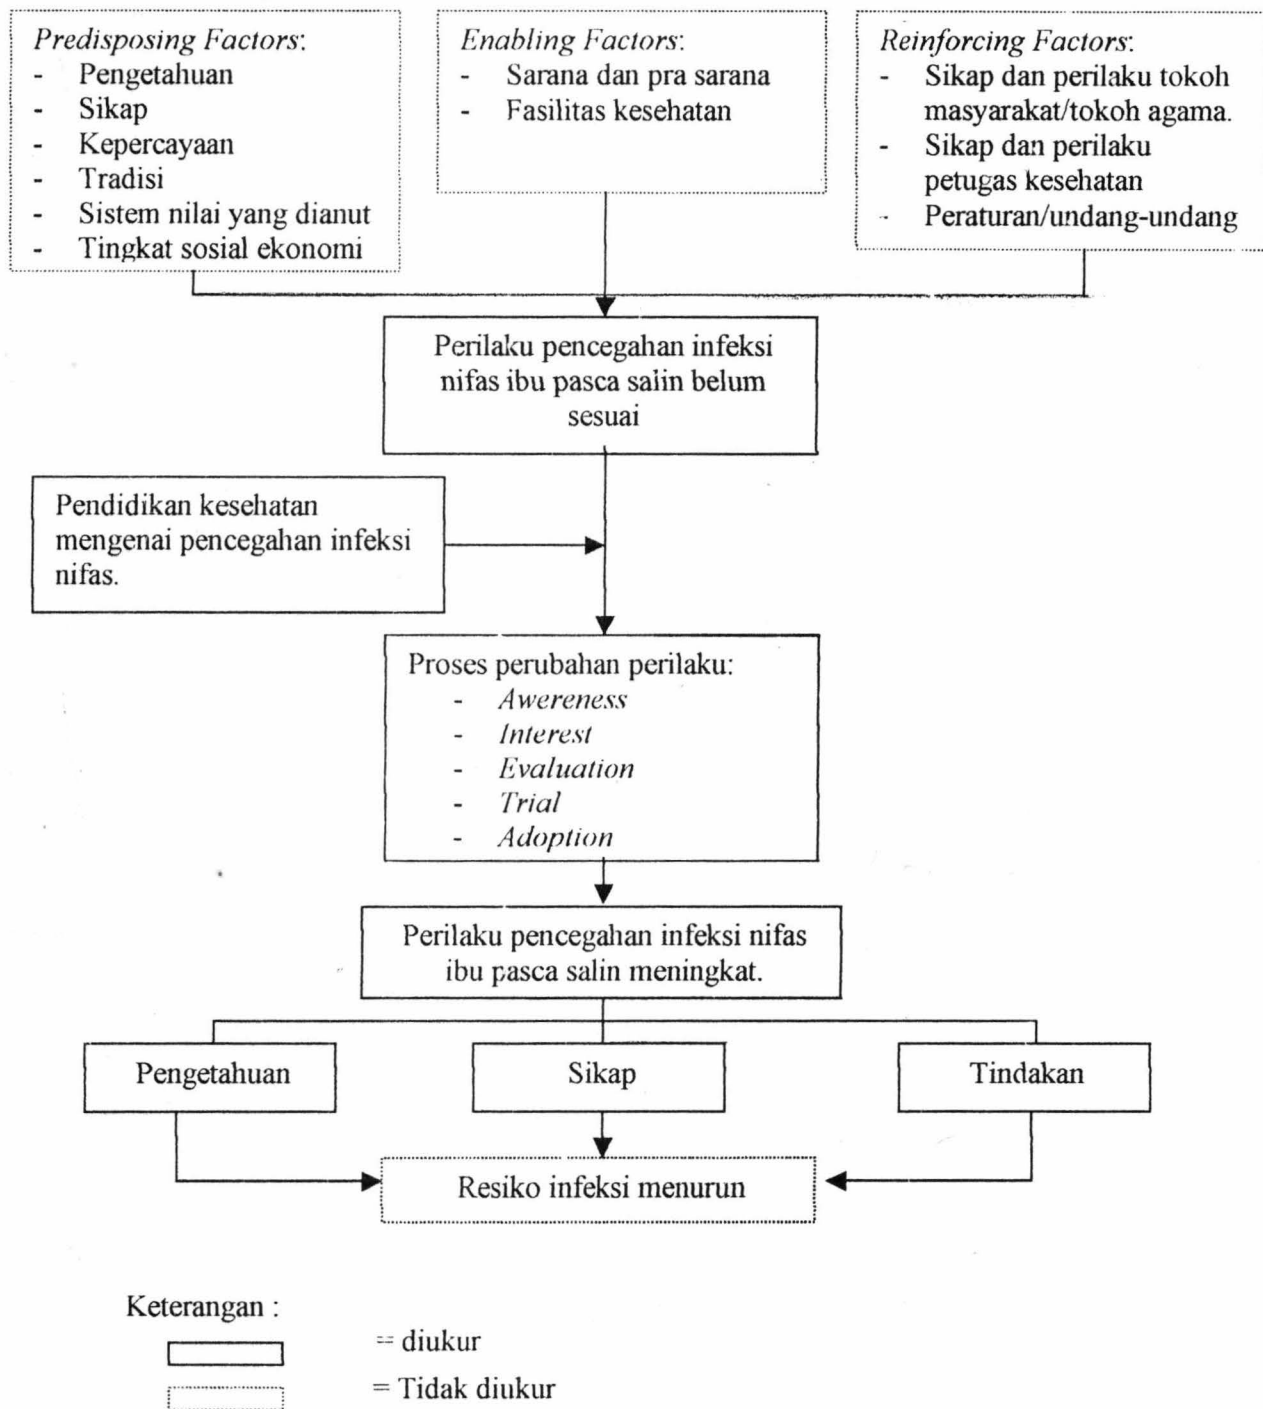 Predisposing Factors:
- Pengetahuan
- Sikap
- Kepercayaan
- Tradisi
- Sistem nilai yang dianut
- Tingkat sosial ekonomi
Enabling Factors:
- Sarana dan pra sarana
- Fasilitas kesehatan
Reinforcing Factors:
- Sikap dan perilaku tokoh
masyarakat/tokoh agama.
- Sikap dan perilaku
petugas kesehatan
- Peraturan/undang-undang
Perilaku pencegahan infeksi
nifas ibu pasca salin belum
sesuai
Pendidikan kesehatan
mengenai pencegahan infeksi
nifas.
Proses perubahan perilaku:
- Awereness
- Interest
- Evaluation
- Trial
- Adoption
Perilaku pencegahan infeksi nifas
ibu pasca salin meningkat.
Pengetahuan
Sikap
Tindakan
Resiko infeksi menurun
Keterangan :
= diukur
= Tidak diukur